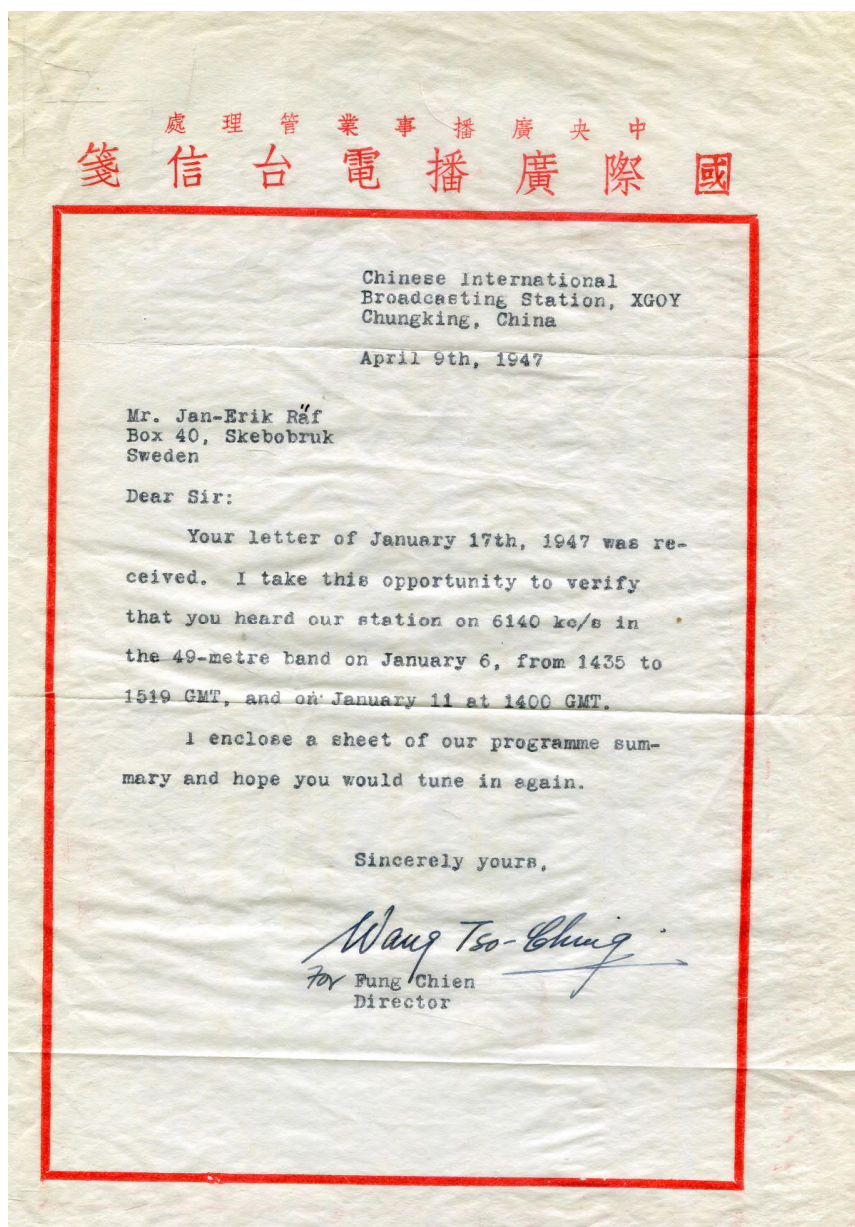 中央廣播事業管理處
國際廣播電台信箋
Chinese International
Broadcasting Station, XGOY
Chungking, China
April 9th, 1947
Mr. Jan-Erik Räf
Box 40, Skebobruk
Sweden
Dear Sir:
Your letter of January 17th, 1947 was re-
ceived. I take this opportunity to verify
that you heard our station on 6140 kc/s in
the 49-metre band on January 6, from 1435 to
1519 GMT, and on January 11 at 1400 GMT.
I enclose a sheet of our programme sum-
mary and hope you would tune in again.
Sincerely yours,
Wang Tso-Ching
For Fung Chien
Director